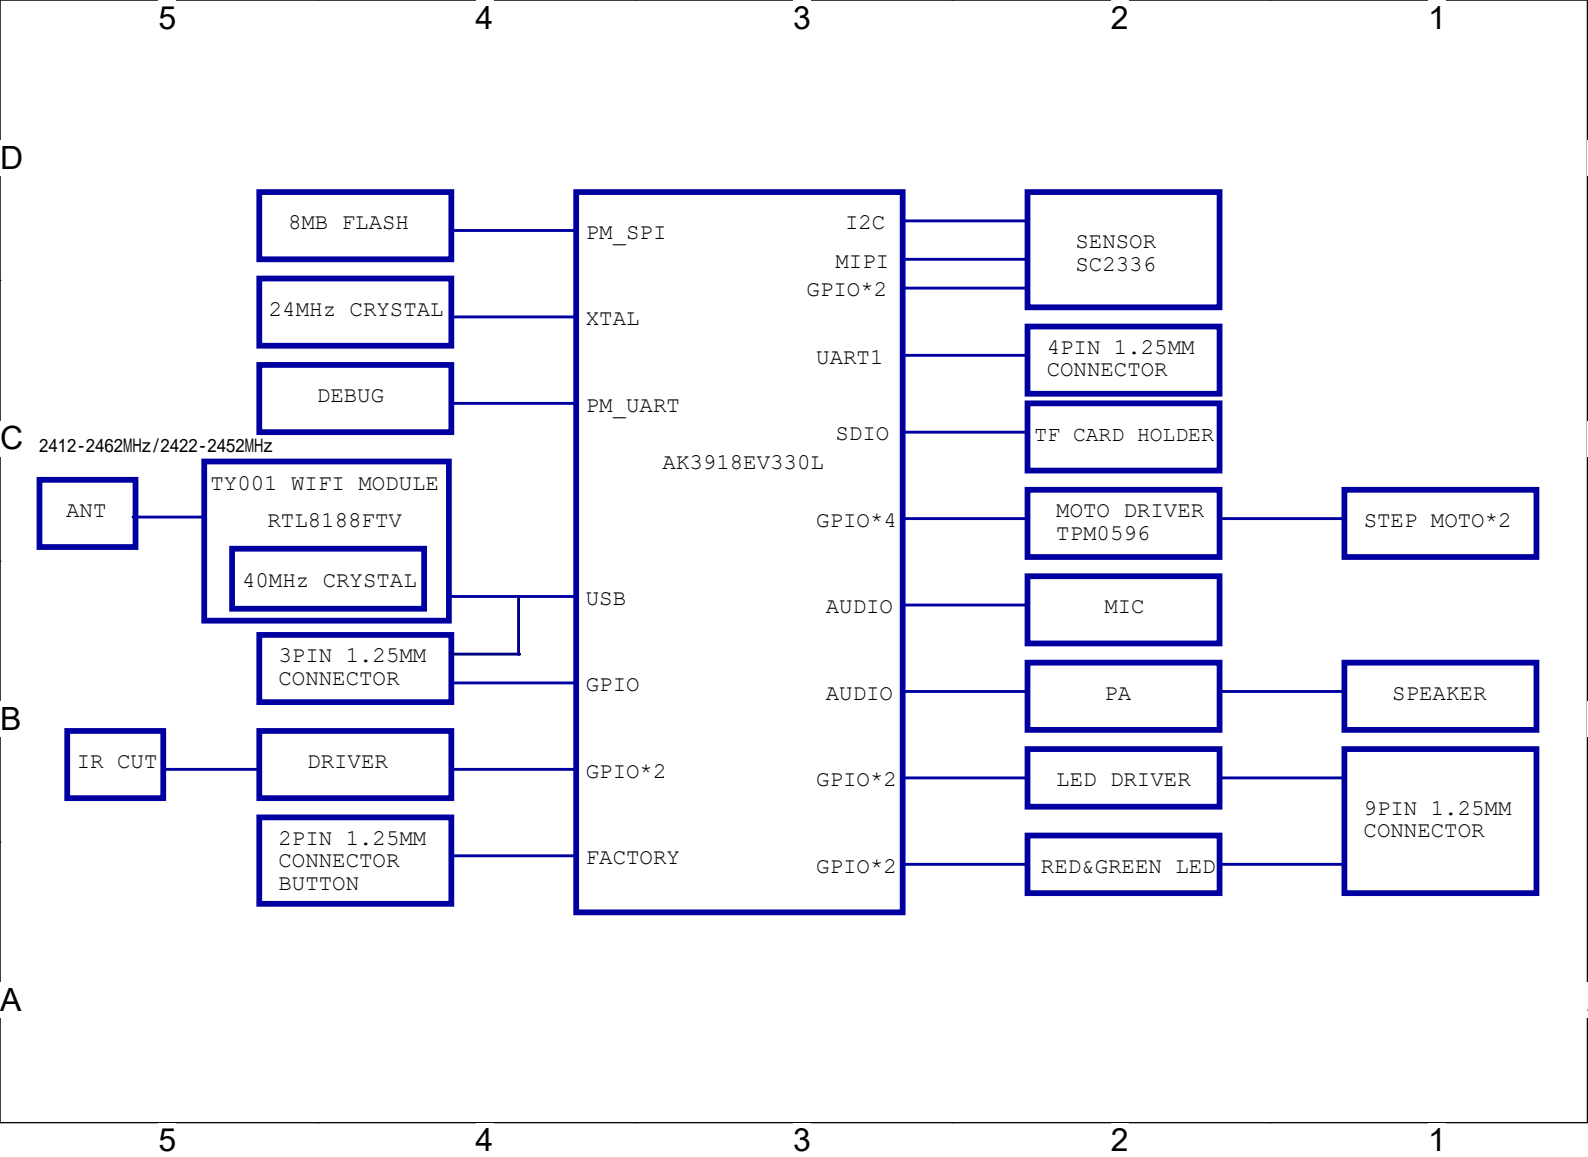 5 4 3 2 1
D
8MB FLASH
PM_SPI
I2C
MIPI
GPIO*2
SENSOR
SC2336
24MHz CRYSTAL
XTAL
UART1
4PIN 1.25MM
CONNECTOR
DEBUG
PM_UART
SDIO
TF CARD HOLDER
C
2412-2462MHz/2422-2452MHz
AK3918EV330L
ANT
TY001 WIFI MODULE
RTL8188FTV
40MHz CRYSTAL
GPIO*4
MOTO DRIVER
TPM0596
STEP MOTO*2
USB
AUDIO
MIC
3PIN 1.25MM
CONNECTOR
GPIO
AUDIO
PA
SPEAKER
B
IR CUT
DRIVER
GPIO*2
GPIO*2
LED DRIVER
9PIN 1.25MM
CONNECTOR
2PIN 1.25MM
CONNECTOR
BUTTON
FACTORY
GPIO*2
RED&GREEN LED
A
5 4 3 2 1